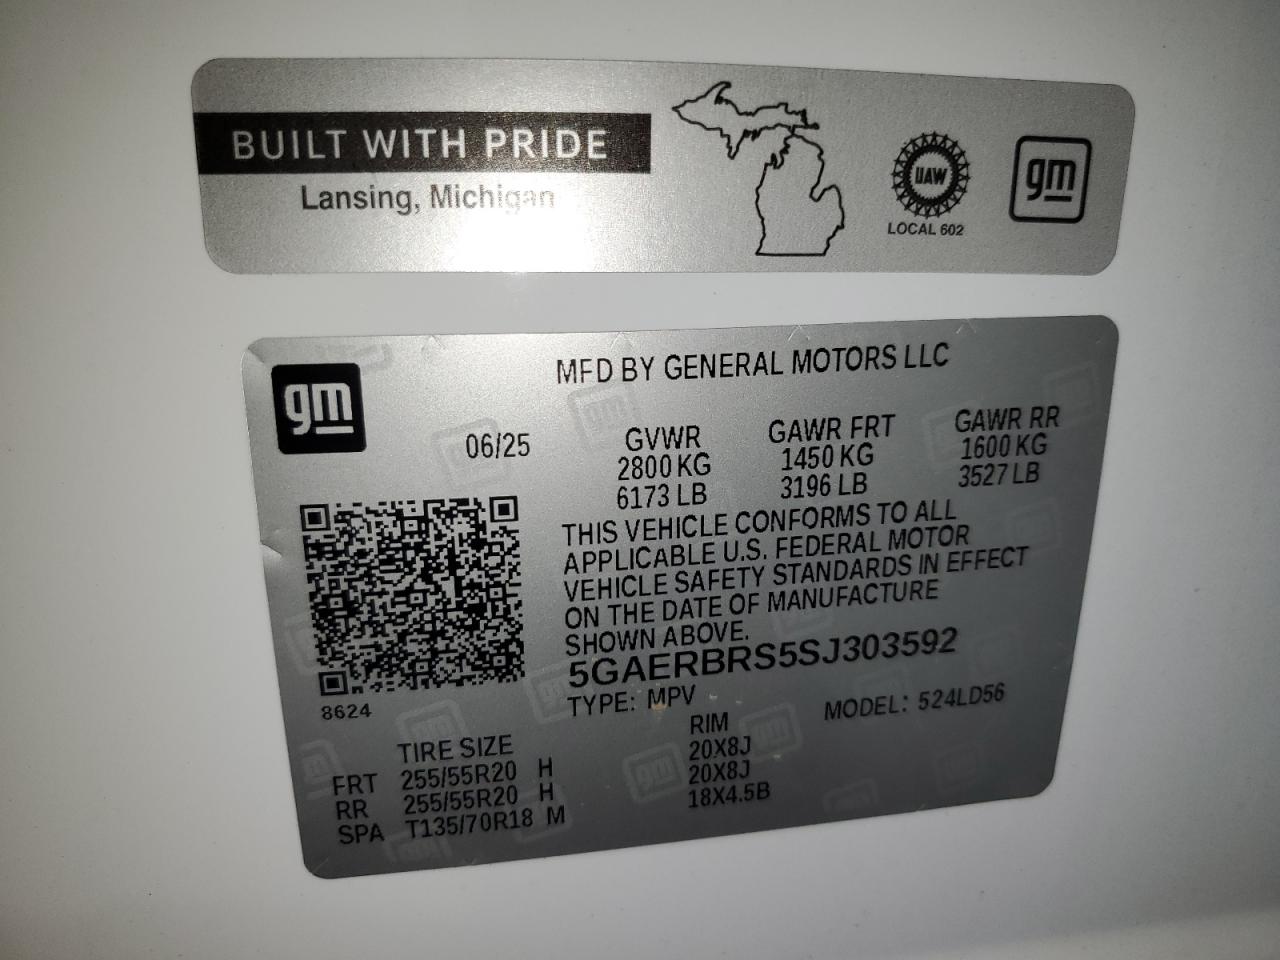 BUILT WITH PRIDE
Lansing, Michigan
UAW
LOCAL 602
gm
gm
MFD BY GENERAL MOTORS LLC
06/25
GVWR GAWR FRT GAWR RR
2800 KG 1450 KG 1600 KG
6173 LB 3196 LB 3527 LB
THIS VEHICLE CONFORMS TO ALL
APPLICABLE U.S. FEDERAL MOTOR
VEHICLE SAFETY STANDARDS IN EFFECT
ON THE DATE OF MANUFACTURE
SHOWN ABOVE.
5GAERBRS5SJ303592
TYPE: MPV MODEL: 524LD56
8624
TIRE SIZE RIM
FRT 255/55R20 H 20X8J
RR 255/55R20 H 20X8J
SPA T135/70R18 M 18X4.5B